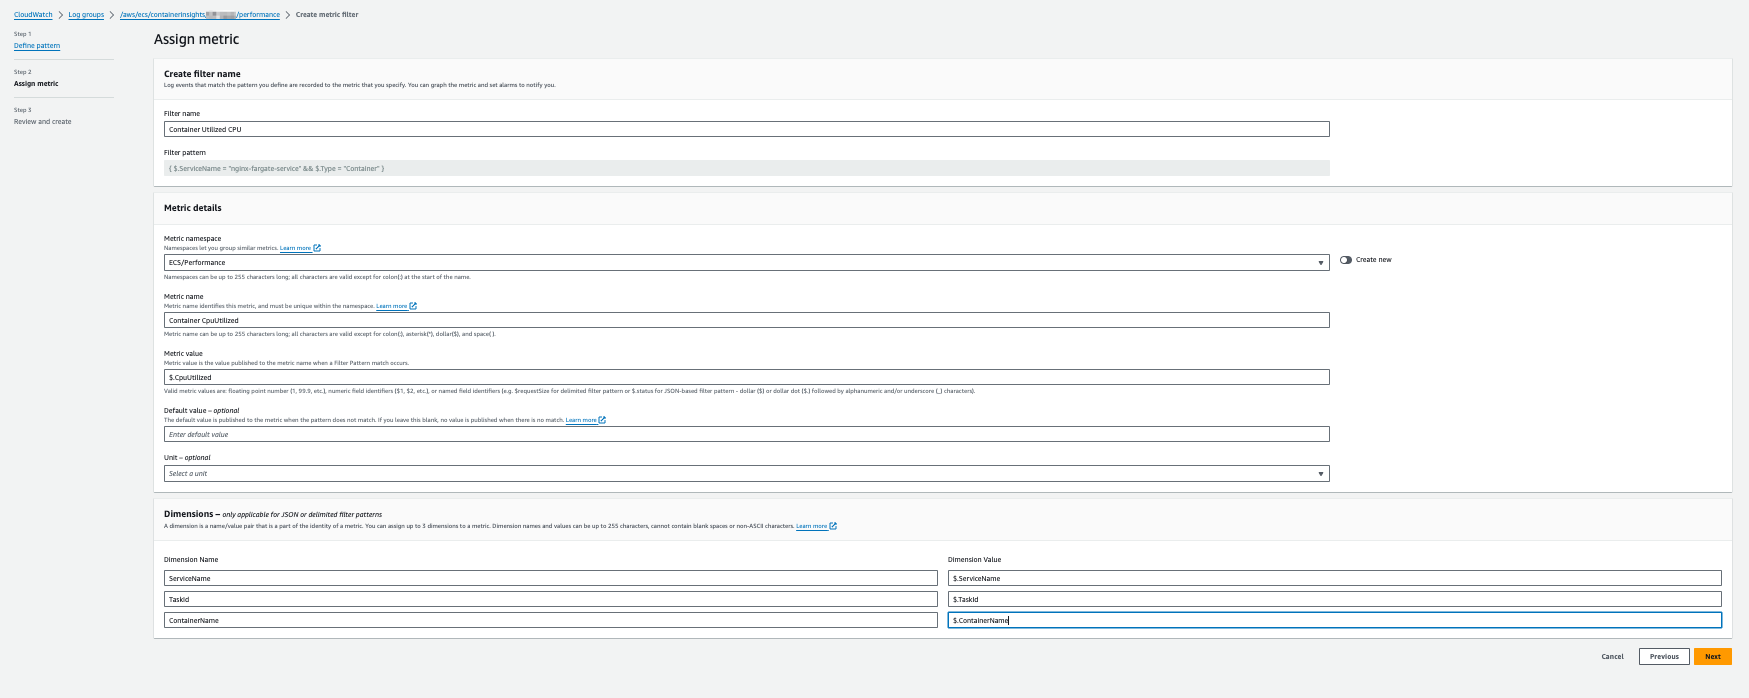 CloudWatch > Log groups > /aws/ecs/containerinsights/ /performance > Create metric filter
Step 1
Define pattern
Step 2
Assign metric
Step 3
Review and create
Assign metric
Create filter name
Log events that match the pattern you define are recorded to the metric that you specify. You can graph the metric and set alarms to notify you.
Filter name
Container Utilized CPU
Filter pattern
{ $.ServiceName = "nginx-fargate-service" && $.Type = "Container" }
Metric details
Metric namespace
Namespaces let you group similar metrics. Learn more
ECS/Performance
Create new
Namespaces can be up to 255 characters long; all characters are valid except for colon(:) at the start of the name.
Metric name
Metric name identifies this metric, and must be unique within the namespace. Learn more
Container CpuUtilized
Metric name can be up to 255 characters long; all characters are valid except for colon(:), asterisk(*), dollar($), and space( ).
Metric value
Metric value is the value published to the metric name when a Filter Pattern match occurs.
$.CpuUtilized
Valid metric values are: floating point number (1, 99.9, etc.), numeric field identifiers ($1, $2, etc.), or named field identifiers (e.g. $requestSize for delimited filter pattern or $.status for JSON-based filter pattern - dollar ($) or dollar dot ($.) followed by alphanumeric and/or underscore (_) characters).
Default value – optional
The default value is published to the metric when the pattern does not match. If you leave this blank, no value is published when there is no match. Learn more
Enter default value
Unit – optional
Select a unit
Dimensions – only applicable for JSON or delimited filter patterns
A dimension is a name/value pair that is a part of the identity of a metric. You can assign up to 3 dimensions to a metric. Dimension names and values can be up to 255 characters, cannot contain blank spaces or non-ASCII characters. Learn more
Dimension Name
Dimension Value
ServiceName
$.ServiceName
TaskId
$.TaskId
ContainerName
$.ContainerName
Cancel
Previous
Next